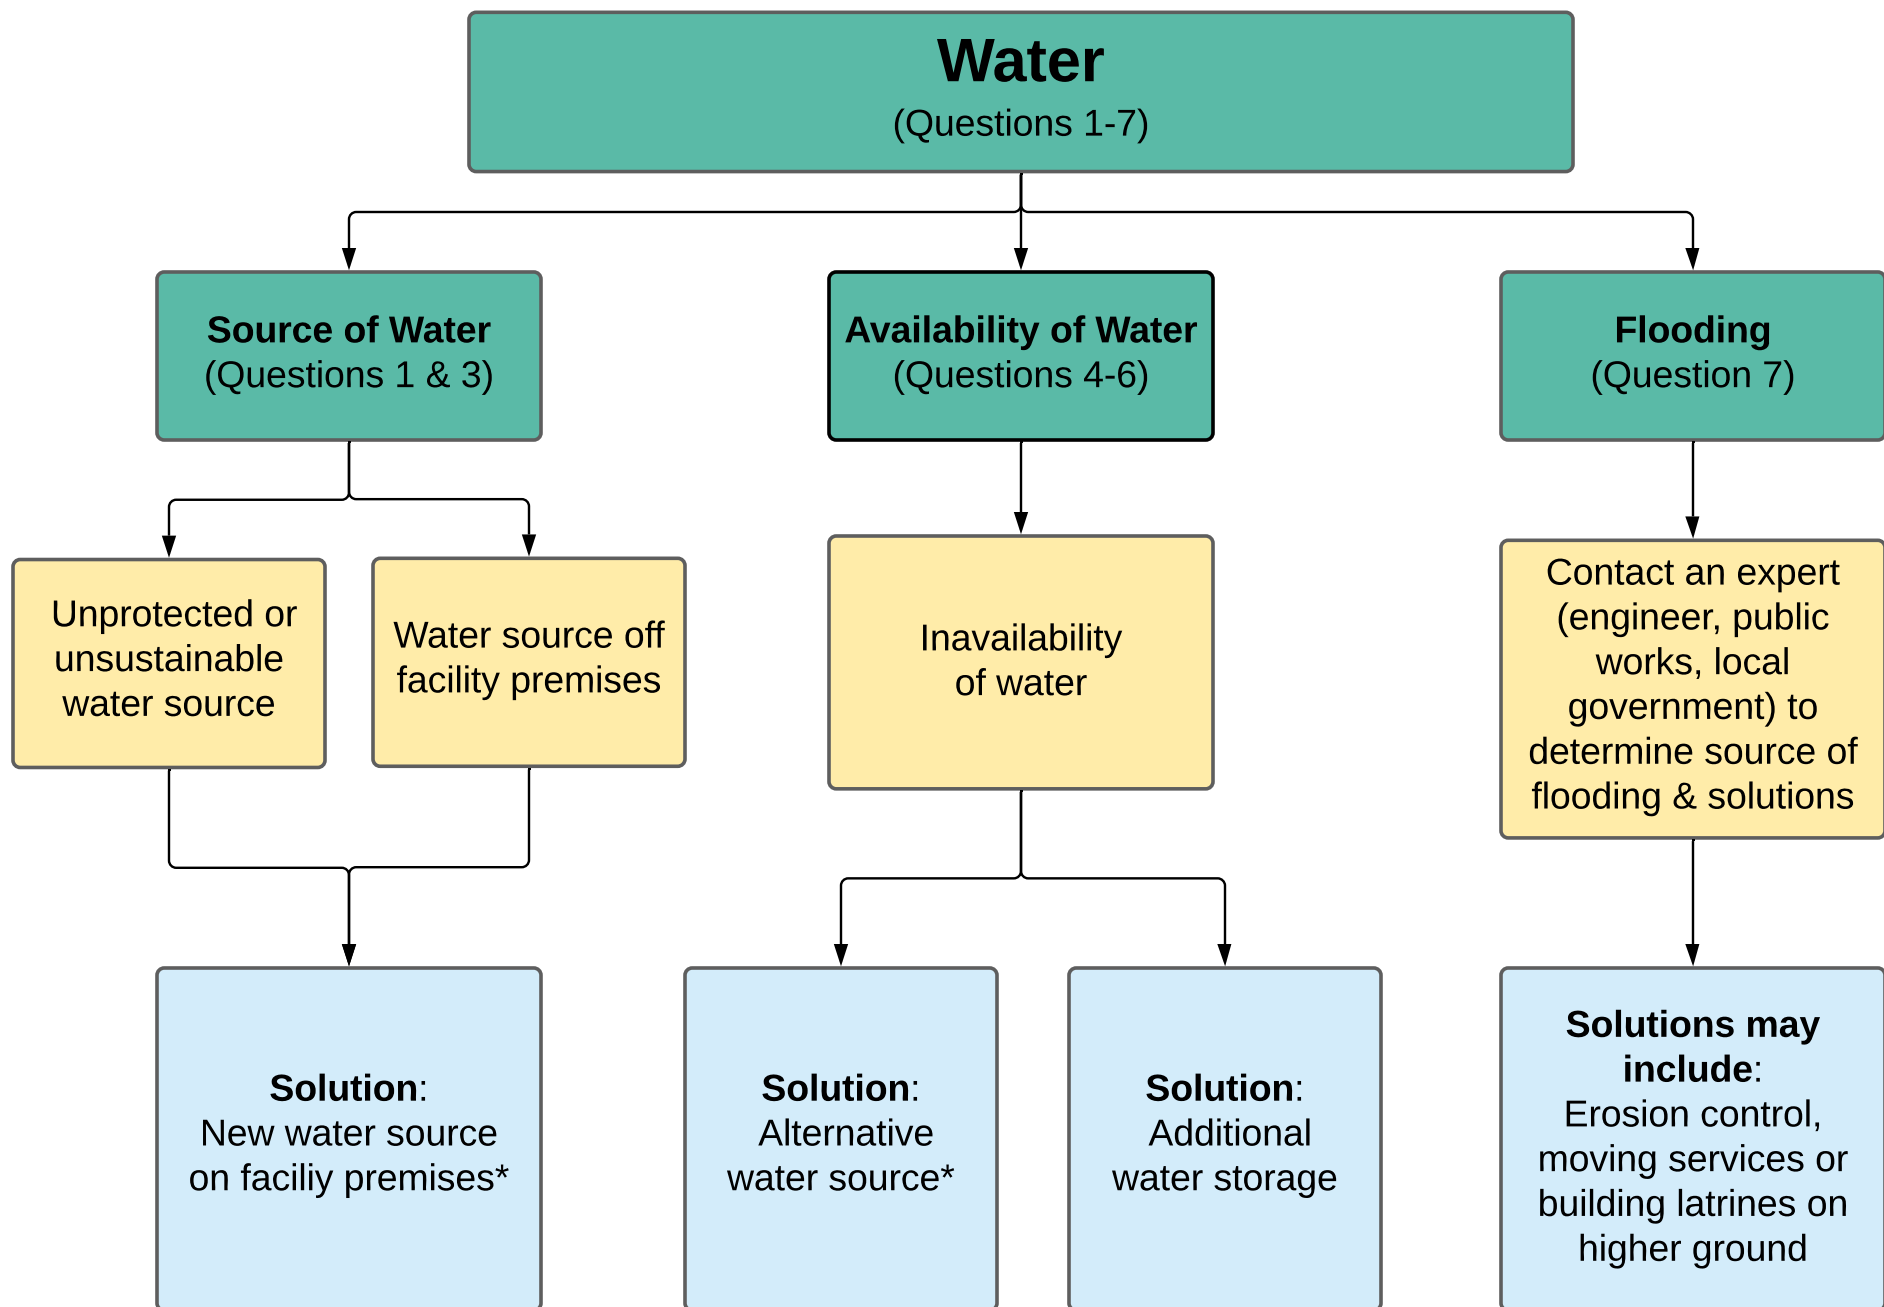 Water
(Questions 1-7)
Source of Water
(Questions 1 & 3)
Availability of Water
(Questions 4-6)
Flooding
(Question 7)
Unprotected or
unsustainable
water source
Water source off
facility premises
Inavailability
of water
Contact an expert
(engineer, public
works, local
government) to
determine source of
flooding & solutions
Solution:
New water source
on faciliy premises*
Solution:
Alternative
water source*
Solution:
Additional
water storage
Solutions may
include:
Erosion control,
moving services or
building latrines on
higher ground